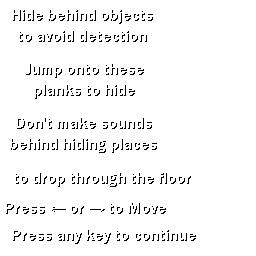 Hide behind objects
to avoid detection
Jump onto these
planks to hide
Don't make sounds
behind hiding places
to drop through the floor
Press ← or → to Move
Press any key to continue